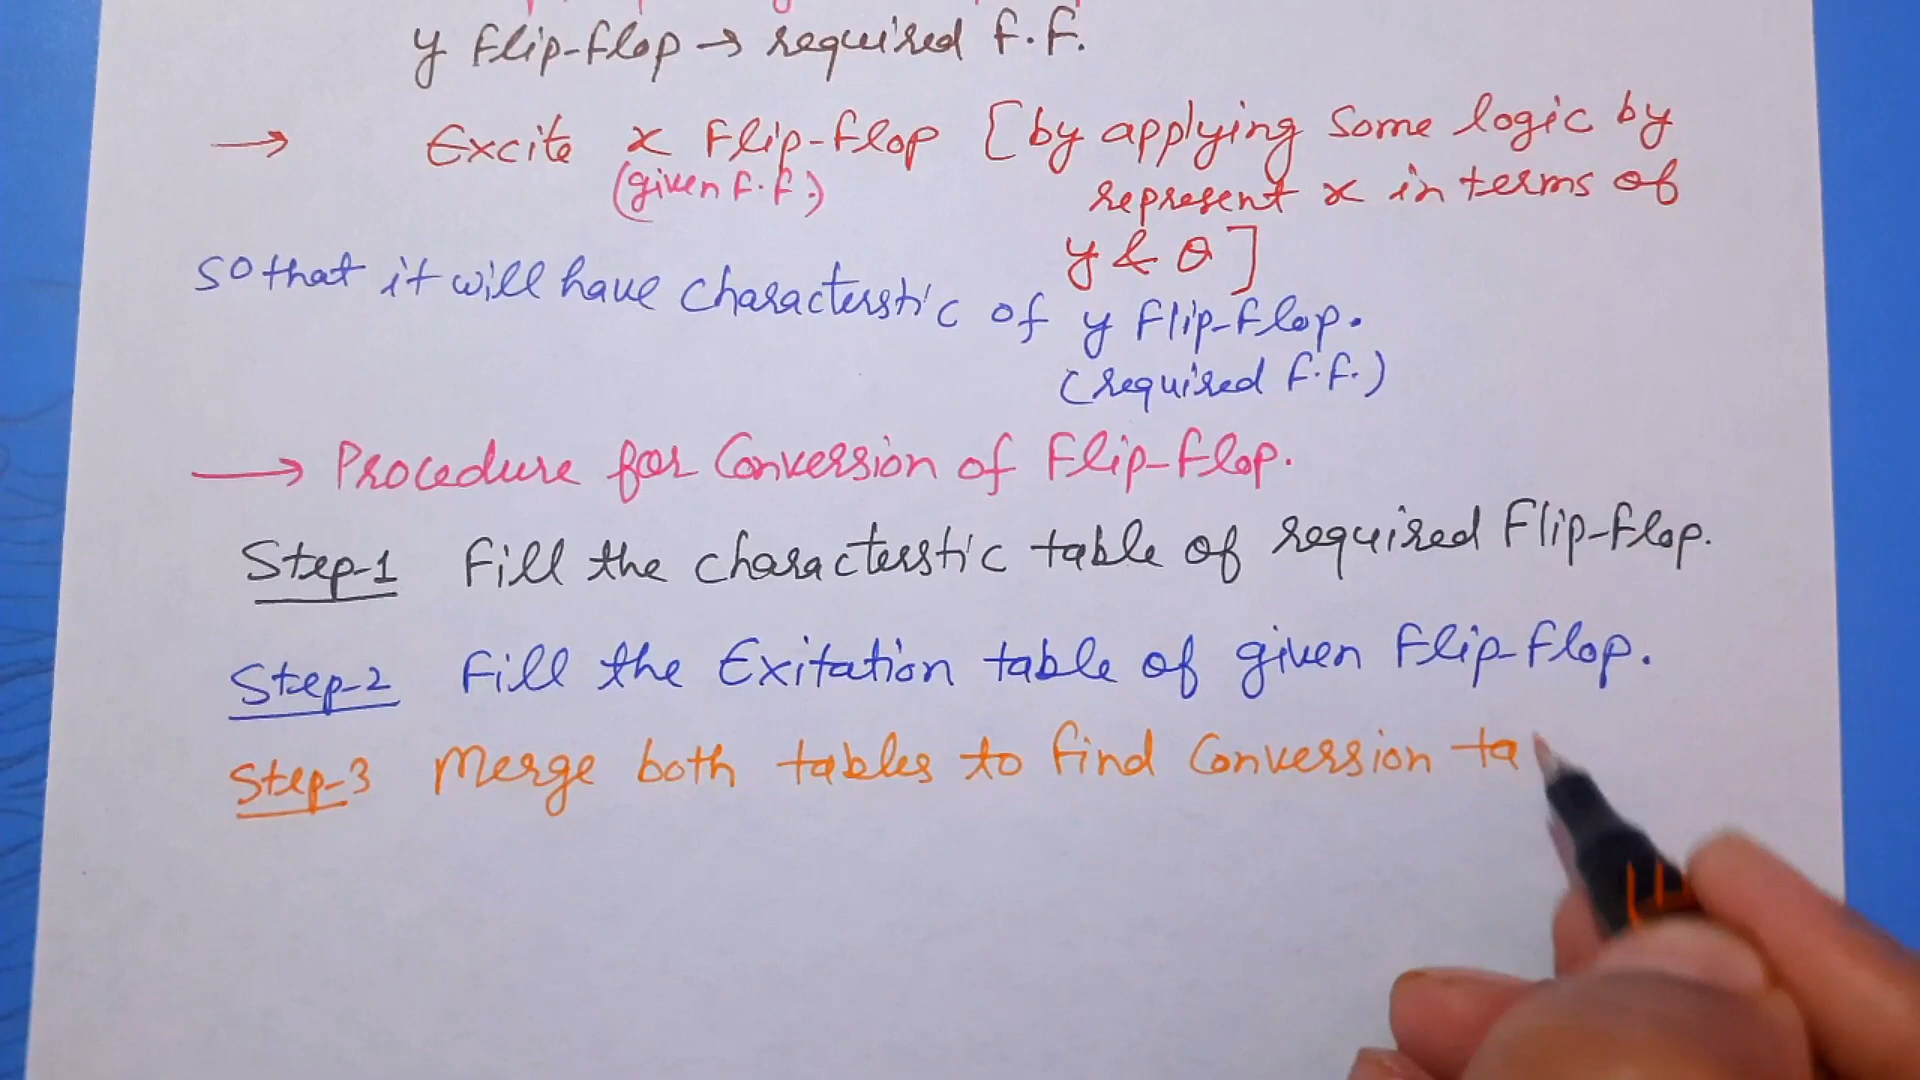 y Flip-Flop → required F.F.
→ Excite x Flip-Flop [by applying Some logic by
(given F.F.) represent x in terms of
y & Q]
so that it will have characterstic of y Flip-Flop.
(required F.F.)
→ Procedure for Conversion of Flip-Flop.
Step-1 Fill the characterstic table of required Flip-Flop.
Step-2 Fill the Exitation table of given Flip-Flop.
Step-3 Merge both tables to find Conversion ta